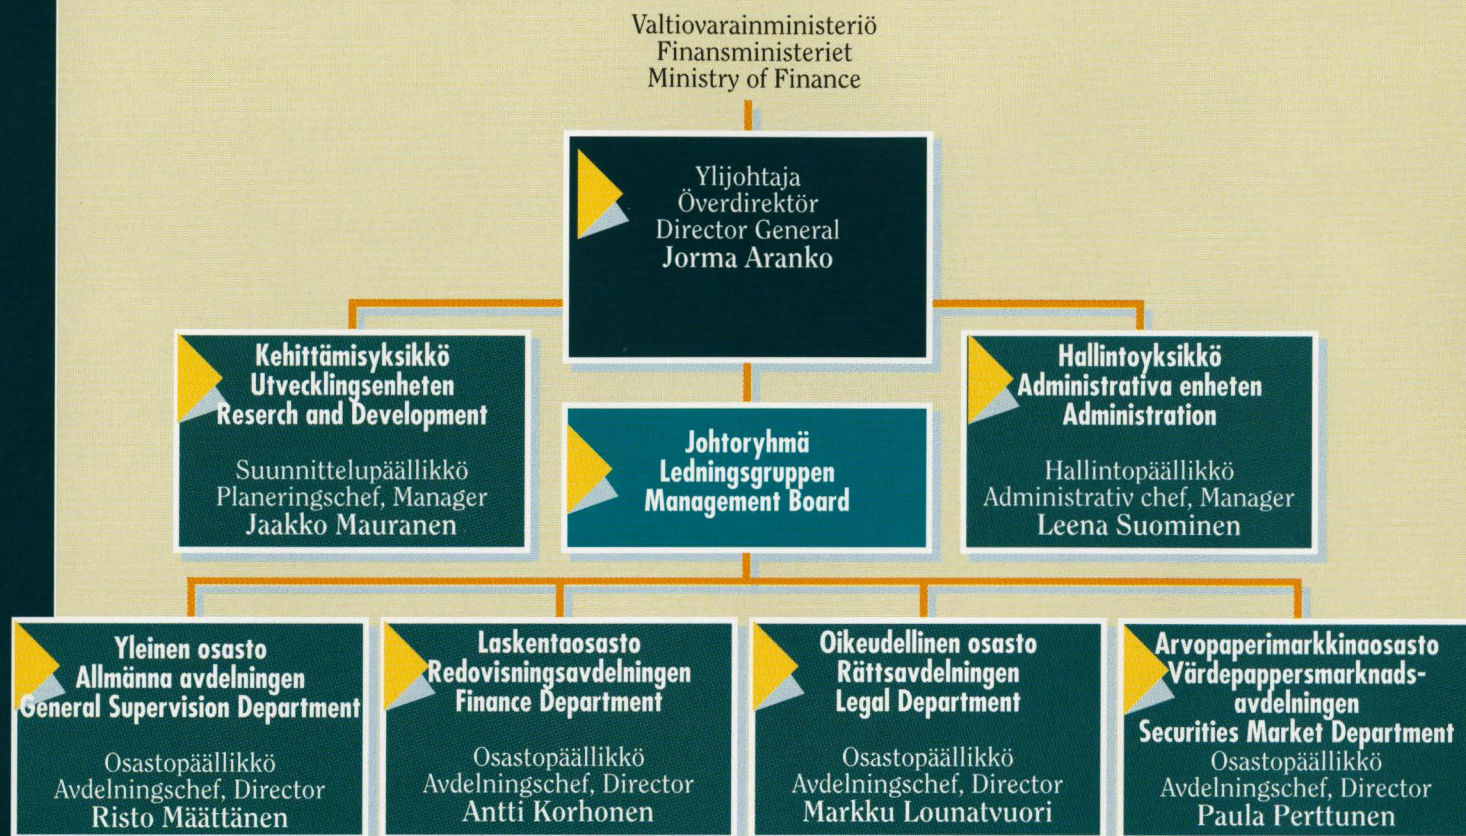 Valtiovarainministeriö
Finansministeriet
Ministry of Finance
Ylijohtaja
Överdirektör
Director General
Jorma Aranko
Kehittämisyksikkö
Utvecklingsenheten
Reserch and Development
Suunnittelupäällikkö
Planeringschef, Manager
Jaakko Mauranen
Johtoryhmä
Ledningsgruppen
Management Board
Hallintoyksikkö
Administrativa enheten
Administration
Hallintopäällikkö
Administrativ chef, Manager
Leena Suominen
Yleinen osasto
Allmänna avdelningen
General Supervision Department
Osastopäällikkö
Avdelningschef, Director
Risto Määttänen
Laskentaosasto
Redovisningsavdelningen
Finance Department
Osastopäällikkö
Avdelningschef, Director
Antti Korhonen
Oikeudellinen osasto
Rättsavdelningen
Legal Department
Osastopäällikkö
Avdelningschef, Director
Markku Lounatvuori
Arvopaperimarkkinaosasto
Värdepappersmarknads-
avdelningen
Securities Market Department
Osastopäällikkö
Avdelningschef, Director
Paula Perttunen